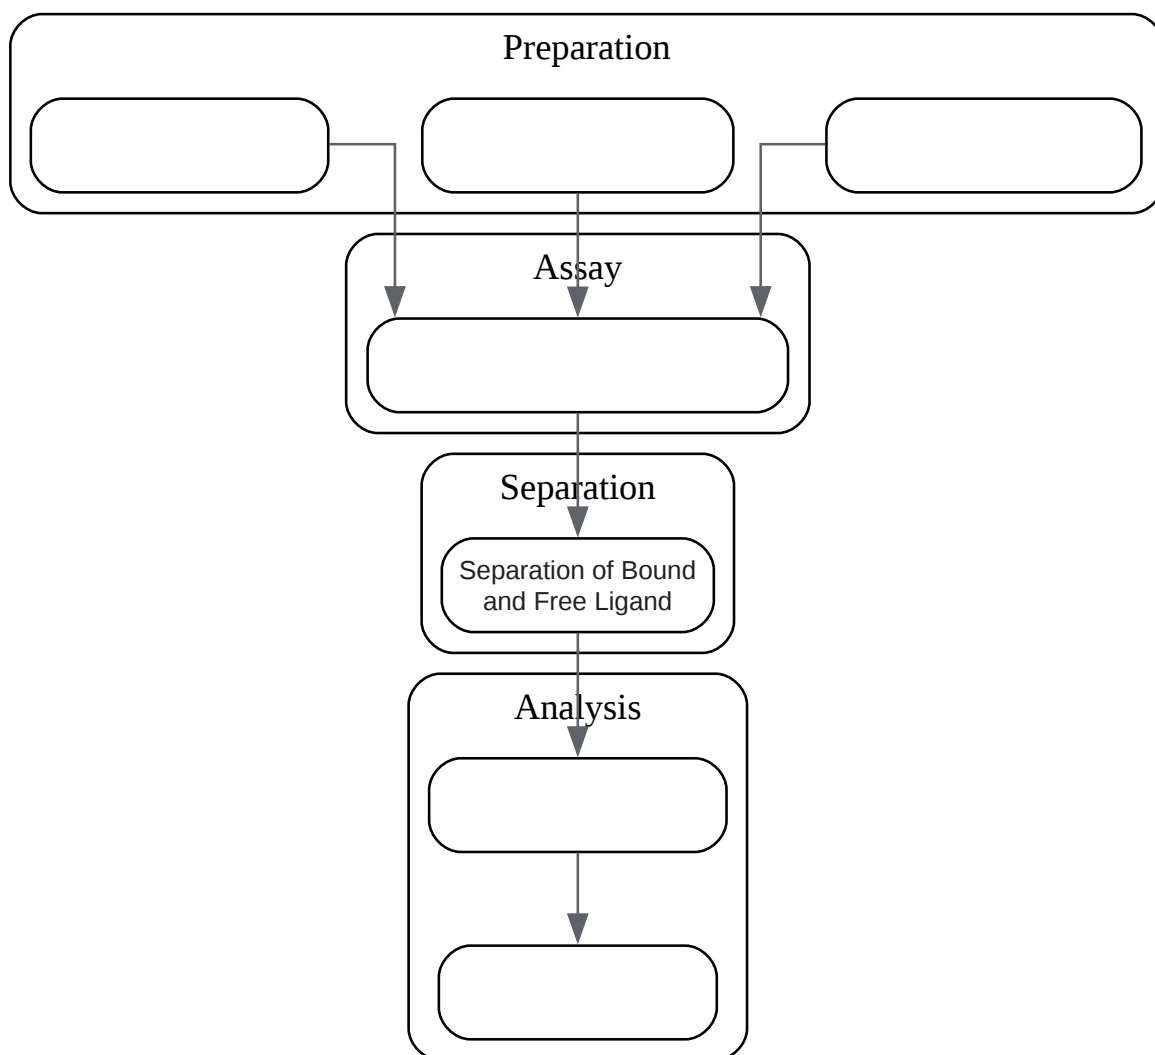 Preparation
Assay
Separation
Separation of Bound
and Free Ligand
Analysis